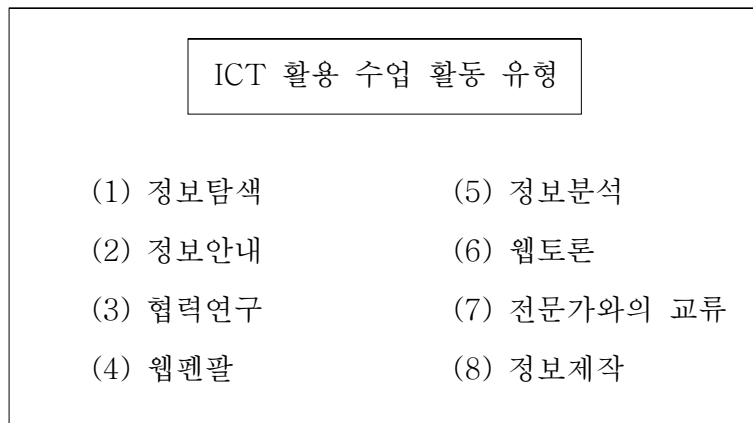 ICT 활용 수업 활동 유형
(1) 정보탐색
(2) 정보안내
(3) 협력연구
(4) 웹펜팔
(5) 정보분석
(6) 웹토론
(7) 전문가와의 교류
(8) 정보제작